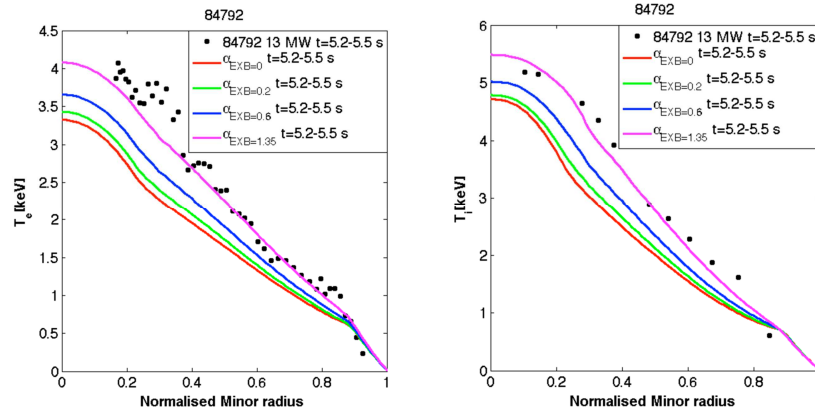 84792
T_e[keV]
4.5
4
3.5
3
2.5
2
1.5
1
0.5
0
84792 13 MW t=5.2-5.5 s
α_EXB=0 t=5.2-5.5 s
α_EXB=0.2 t=5.2-5.5 s
α_EXB=0.6 t=5.2-5.5 s
α_EXB=1.35 t=5.2-5.5 s
0 0.2 0.4 0.6 0.8 1
Normalised Minor radius
84792
T_i[keV]
6
5
4
3
2
1
0
84792 13 MW t=5.2-5.5 s
α_EXB=0 t=5.2-5.5 s
α_EXB=0.2 t=5.2-5.5 s
α_EXB=0.6 t=5.2-5.5 s
α_EXB=1.35 t=5.2-5.5 s
0 0.2 0.4 0.6 0.8
Normalised Minor radius